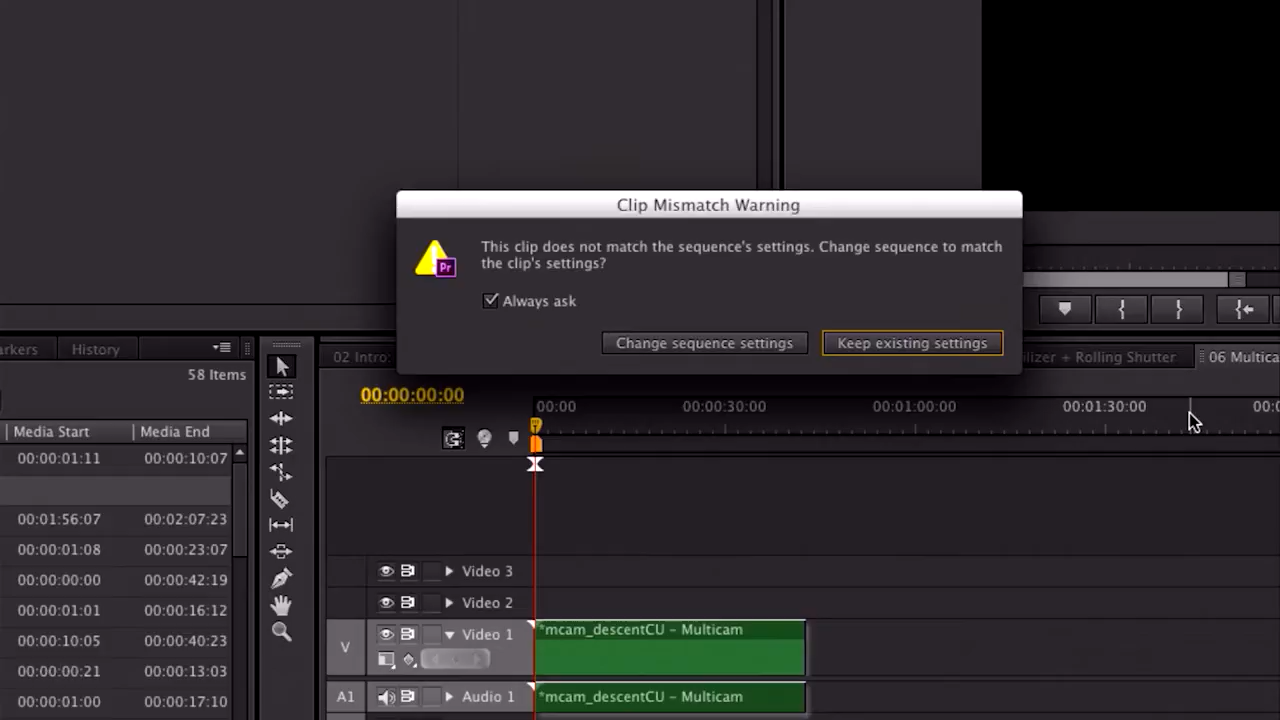 Clip Mismatch Warning
This clip does not match the sequence's settings. Change sequence to match
the clip's settings?
Pr
Always ask
Change sequence settings
Keep existing settings
arkers
History
02 Intro:
ilizer + Rolling Shutter
06 Multica
58 Items
00:00:00:00
00:00
00:00:30:00
00:01:00:00
00:01:30:00
00:0
Media Start
Media End
00:00:01:11
00:00:10:07
00:01:56:07
00:02:07:23
00:00:01:08
00:00:23:07
00:00:00:00
00:00:42:19
00:00:01:01
00:00:16:12
00:00:10:05
00:00:40:23
00:00:00:21
00:00:13:03
00:00:01:00
00:00:17:10
Video 3
Video 2
V
Video 1
*mcam_descentCU – Multicam
A1
Audio 1
*mcam_descentCU – Multicam